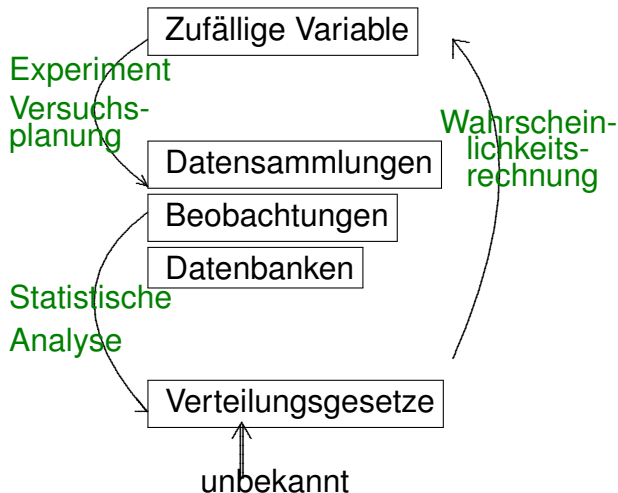 Zufällige Variable
Experiment
Versuchs-
planung
Wahrschein-
lichkeits-
rechnung
Datensammlungen
Beobachtungen
Datenbanken
Statistische
Analyse
Verteilungsgesetze
unbekannt